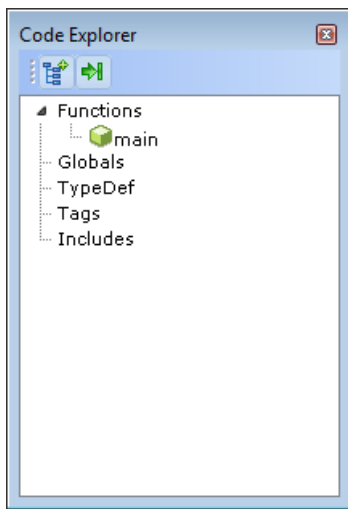 Code Explorer
Functions
main
Globals
TypeDef
Tags
Includes